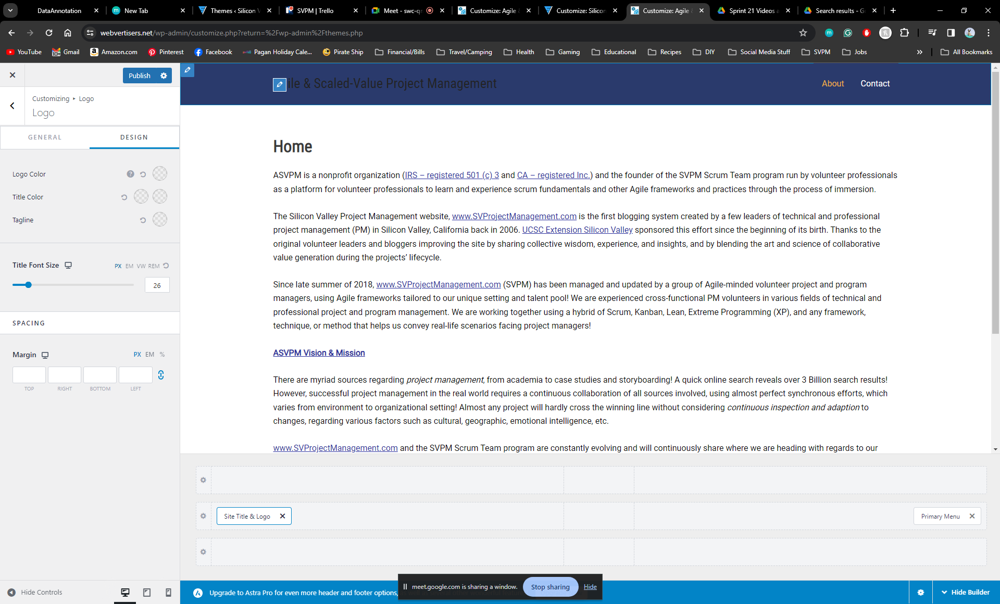 DataAnnotation
New Tab
Themes ‹ Silicon V
SVPM | Trello
Meet - swc-qr
Customize: Agile &
Customize: Silicon
Customize: Agile &
Sprint 21 Videos a
Search results - G
webvertisers.net/wp-admin/customize.php?return=%2Fwp-admin%2Fthemes.php
YouTube
Gmail
Amazon.com
Pinterest
Facebook
Pagan Holiday Cale...
Pirate Ship
Financial/Bills
Travel/Camping
Health
Gaming
Educational
Recipes
DIY
Social Media Stuff
SVPM
Jobs
»
All Bookmarks
Publish
Customizing ▸ Logo
Logo
GENERAL
DESIGN
Logo Color
Title Color
Tagline
Title Font Size
PX EM VW REM
26
SPACING
Margin
PX EM %
TOP RIGHT BOTTOM LEFT
Hide Controls
ile & Scaled-Value Project Management
About
Contact
Home
ASVPM is a nonprofit organization (IRS – registered 501 (c) 3 and CA – registered Inc.) and the founder of the SVPM Scrum Team program run by volunteer professionals
as a platform for volunteer professionals to learn and experience scrum fundamentals and other Agile frameworks and practices through the process of immersion.
The Silicon Valley Project Management website, www.SVProjectManagement.com is the first blogging system created by a few leaders of technical and professional
project management (PM) in Silicon Valley, California back in 2006. UCSC Extension Silicon Valley sponsored this effort since the beginning of its birth. Thanks to the
original volunteer leaders and bloggers improving the site by sharing collective wisdom, experience, and insights, and by blending the art and science of collaborative
value generation during the projects’ lifecycle.
Since late summer of 2018, www.SVProjectManagement.com (SVPM) has been managed and updated by a group of Agile-minded volunteer project and program
managers, using Agile frameworks tailored to our unique setting and talent pool! We are experienced cross-functional PM volunteers in various fields of technical and
professional project and program management. We are working together using a hybrid of Scrum, Kanban, Lean, Extreme Programming (XP), and any framework,
technique, or method that helps us convey real-life scenarios facing project managers!
ASVPM Vision & Mission
There are myriad sources regarding project management, from academia to case studies and storyboarding! A quick online search reveals over 3 Billion search results!
However, successful project management in the real world requires a continuous collaboration of all sources involved, using almost perfect synchronous efforts, which
varies from environment to organizational setting! Almost any project will hardly cross the winning line without considering continuous inspection and adaption to
changes, regarding various factors such as cultural, geographic, emotional intelligence, etc.
www.SVProjectManagement.com and the SVPM Scrum Team program are constantly evolving and will continuously share where we are heading with regards to our
Site Title & Logo
Primary Menu
Upgrade to Astra Pro for even more header and footer options,
meet.google.com is sharing a window.
Stop sharing
Hide
Hide Builder